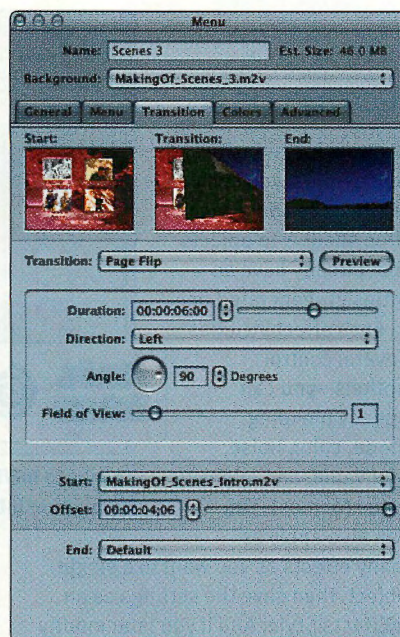 Menu
Name: Scenes 3 Est. Size: 46.0 MB
Background: MakingOf_Scenes_3.m2v
General Menu Transition Colors Advanced
Start: Transition: End:
Transition: Page Flip Preview
Duration: 00:00:06:00
Direction: Left
Angle: 90 Degrees
Field of View: 1
Start: MakingOf_Scenes_Intro.m2v
Offset: 00:00:04;06
End: Default